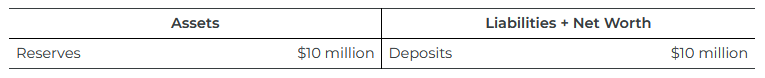 Assets Liabilities + Net Worth
Reserves $10 million Deposits $10 million